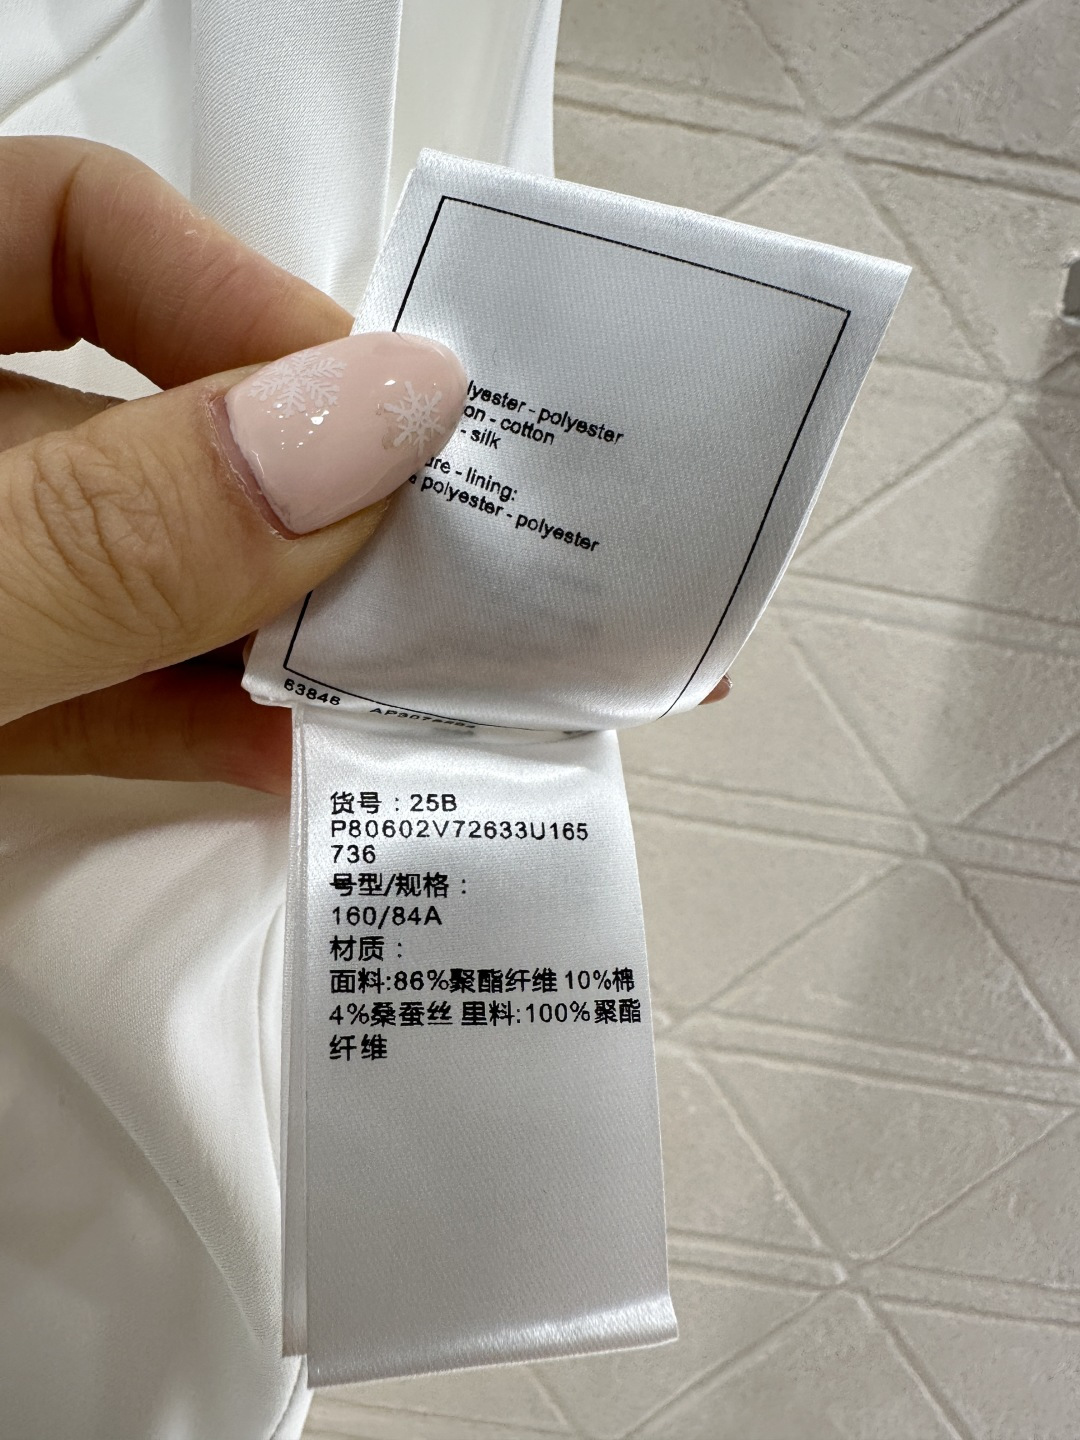 lyester - polyester
on - cotton
- silk
ure - lining:
polyester - polyester
63846
货号：25B
P80602V72633U165
736
号型/规格：
160/84A
材质：
面料:86%聚酯纤维 10%棉
4%桑蚕丝 里料:100%聚酯
纤维